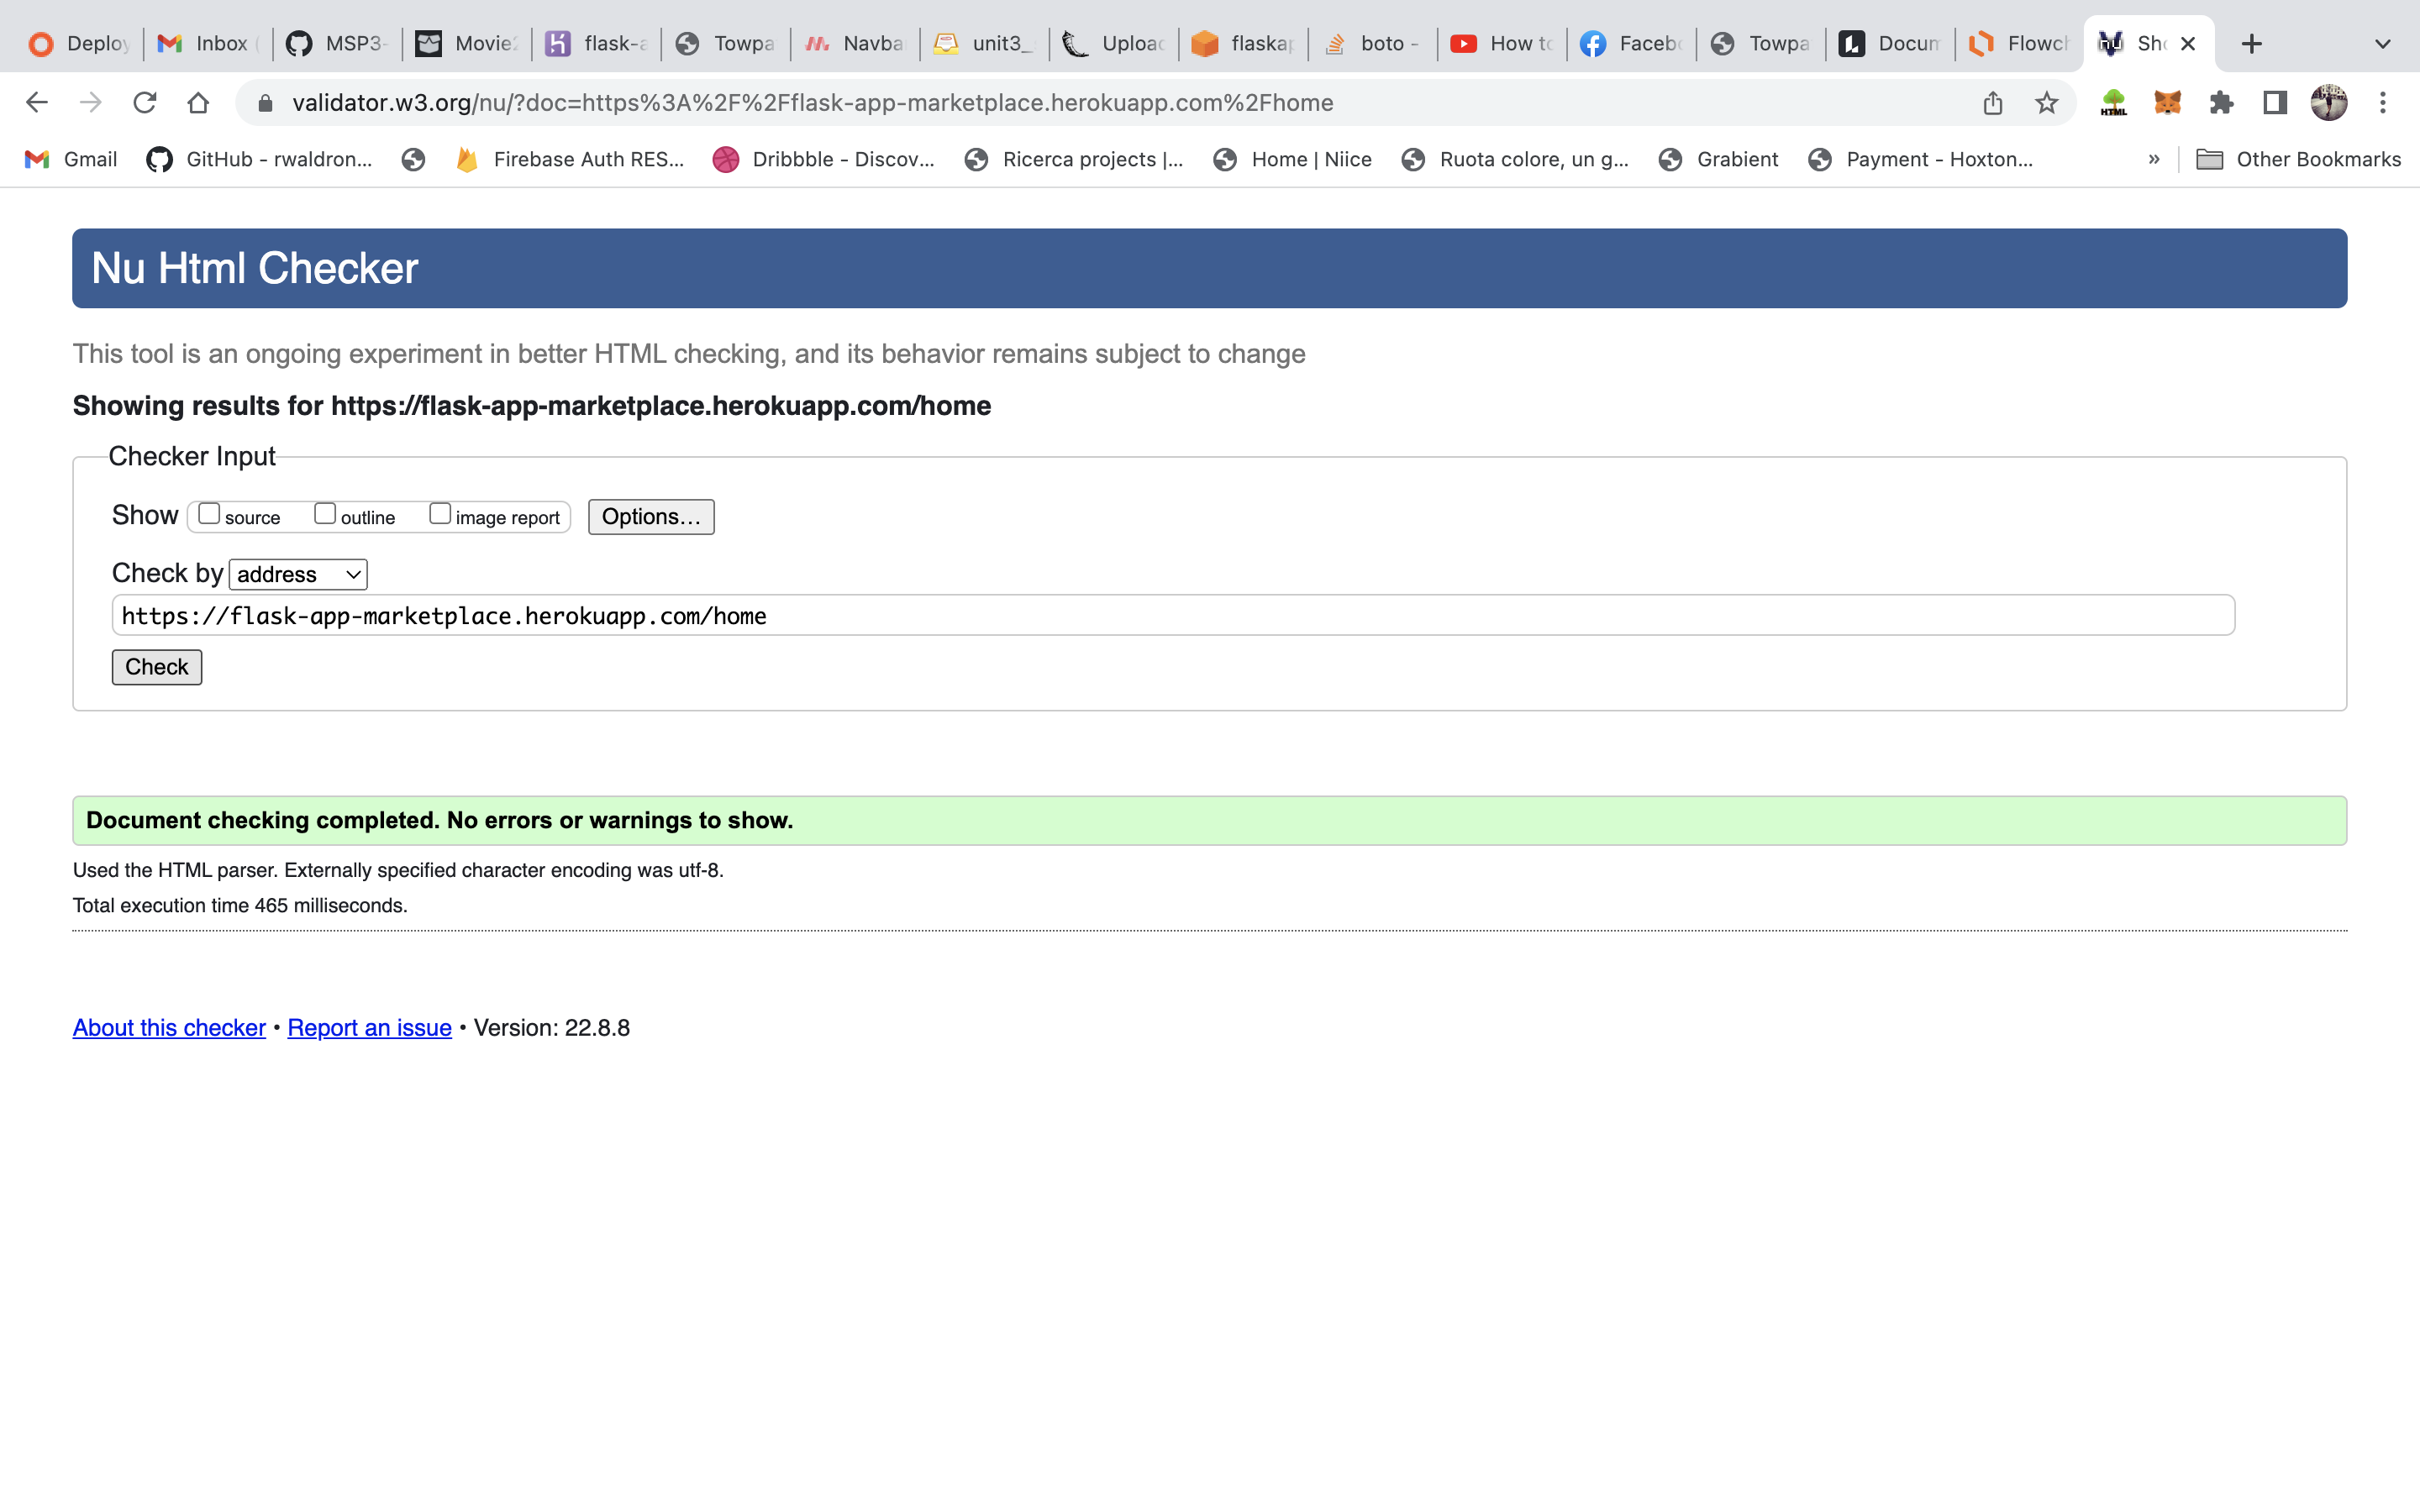 Deploy Inbox ( MSP3- Movie flask-a Towpa Navba unit3_ Uploa flaskap boto - How to Facebo Towpa Docum Flowch Sho
validator.w3.org/nu/?doc=https%3A%2F%2Fflask-app-marketplace.herokuapp.com%2Fhome HTML
Gmail GitHub - rwaldron... Firebase Auth RES... Dribbble - Discov... Ricerca projects |... Home | Niice Ruota colore, un g... Grabient Payment - Hoxton... » Other Bookmarks
Nu Html Checker
This tool is an ongoing experiment in better HTML checking, and its behavior remains subject to change
Showing results for https://flask-app-marketplace.herokuapp.com/home
Checker Input
Show source outline image report Options...
Check by address
https://flask-app-marketplace.herokuapp.com/home
Check
Document checking completed. No errors or warnings to show.
Used the HTML parser. Externally specified character encoding was utf-8.
Total execution time 465 milliseconds.
About this checker • Report an issue • Version: 22.8.8